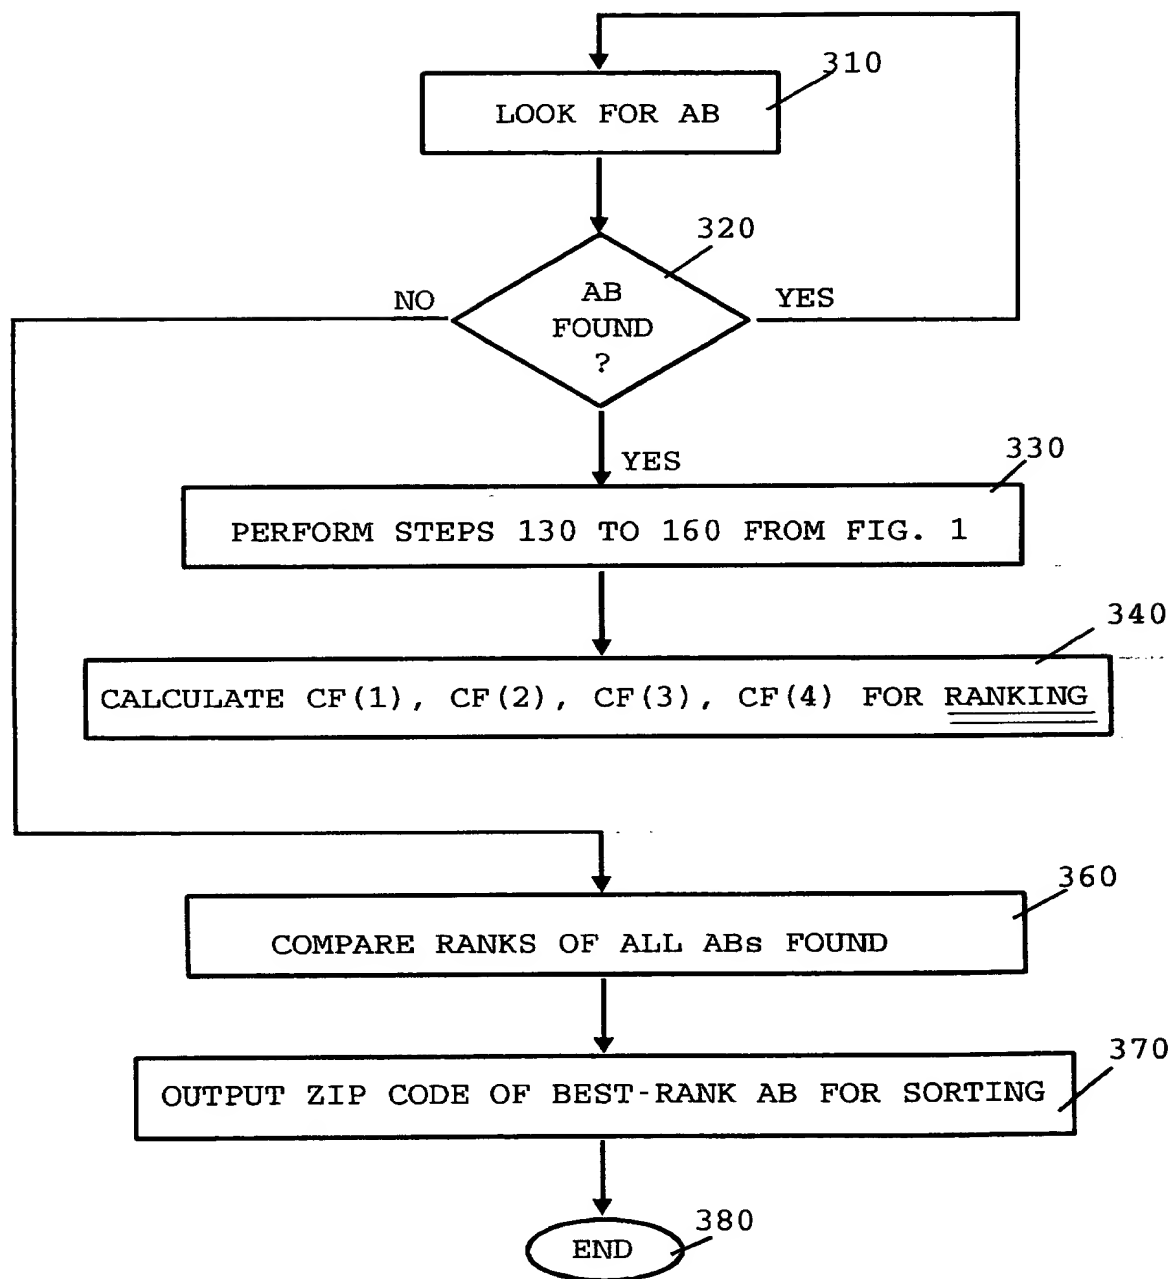 310
LOOK FOR AB
320
NO
AB
FOUND
?
YES
YES
330
PERFORM STEPS 130 TO 160 FROM FIG. 1
340
CALCULATE CF(1), CF(2), CF(3), CF(4) FOR RANKING
360
COMPARE RANKS OF ALL ABs FOUND
370
OUTPUT ZIP CODE OF BEST-RANK AB FOR SORTING
380
END